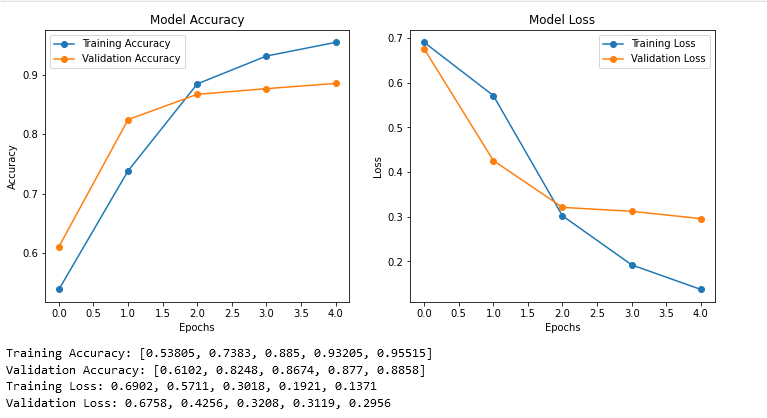 Model Accuracy
Training Accuracy
Validation Accuracy
0.9
0.8
0.7
0.6
Accuracy
0.0 0.5 1.0 1.5 2.0 2.5 3.0 3.5 4.0
Epochs
Model Loss
Training Loss
Validation Loss
0.7
0.6
0.5
0.4
0.3
0.2
Loss
0.0 0.5 1.0 1.5 2.0 2.5 3.0 3.5 4.0
Epochs
Training Accuracy: [0.53805, 0.7383, 0.885, 0.93205, 0.95515]
Validation Accuracy: [0.6102, 0.8248, 0.8674, 0.877, 0.8858]
Training Loss: 0.6902, 0.5711, 0.3018, 0.1921, 0.1371
Validation Loss: 0.6758, 0.4256, 0.3208, 0.3119, 0.2956